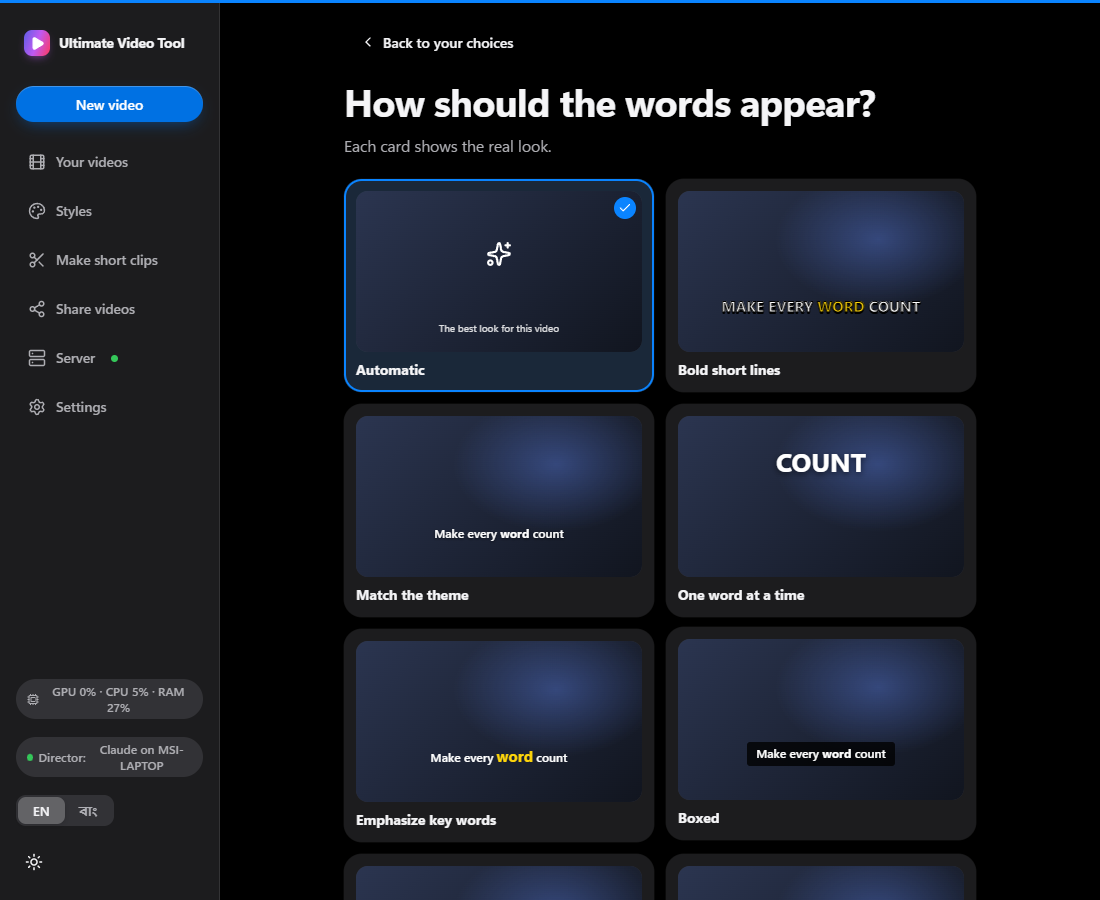 Ultimate Video Tool
New video
Your videos
Styles
Make short clips
Share videos
Server
Settings
GPU 0% · CPU 5% · RAM
27%
Director: Claude on MSI-
LAPTOP
EN বাং
Back to your choices
How should the words appear?
Each card shows the real look.
The best look for this video
Automatic
MAKE EVERY WORD COUNT
Bold short lines
Make every word count
Match the theme
COUNT
One word at a time
Make every word count
Emphasize key words
Make every word count
Boxed